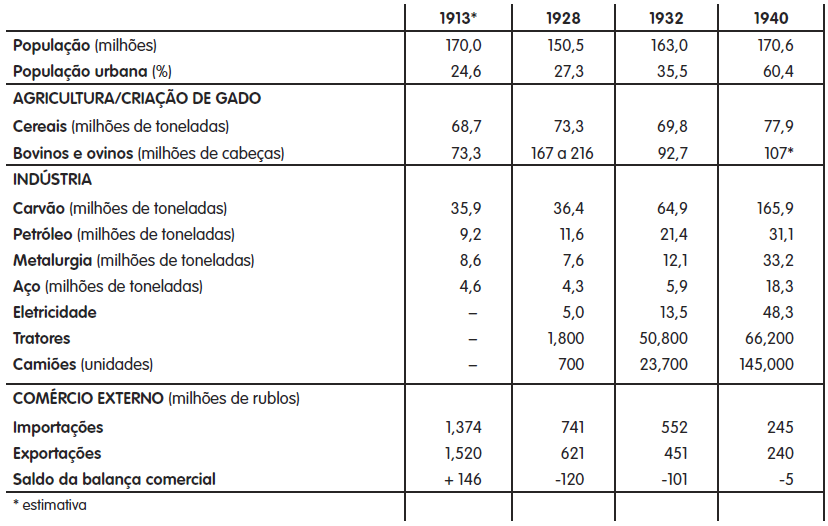 1913* 1928 1932 1940
População (milhões) 170,0 150,5 163,0 170,6
População urbana (%) 24,6 27,3 35,5 60,4
AGRICULTURA/CRIAÇÃO DE GADO
Cereais (milhões de toneladas) 68,7 73,3 69,8 77,9
Bovinos e ovinos (milhões de cabeças) 73,3 167 a 216 92,7 107*
INDÚSTRIA
Carvão (milhões de toneladas) 35,9 36,4 64,9 165,9
Petróleo (milhões de toneladas) 9,2 11,6 21,4 31,1
Metalurgia (milhões de toneladas) 8,6 7,6 12,1 33,2
Aço (milhões de toneladas) 4,6 4,3 5,9 18,3
Eletricidade – 5,0 13,5 48,3
Tratores – 1,800 50,800 66,200
Camiões (unidades) – 700 23,700 145,000
COMÉRCIO EXTERNO (milhões de rublos)
Importações 1,374 741 552 245
Exportações 1,520 621 451 240
Saldo da balança comercial + 146 -120 -101 -5
* estimativa